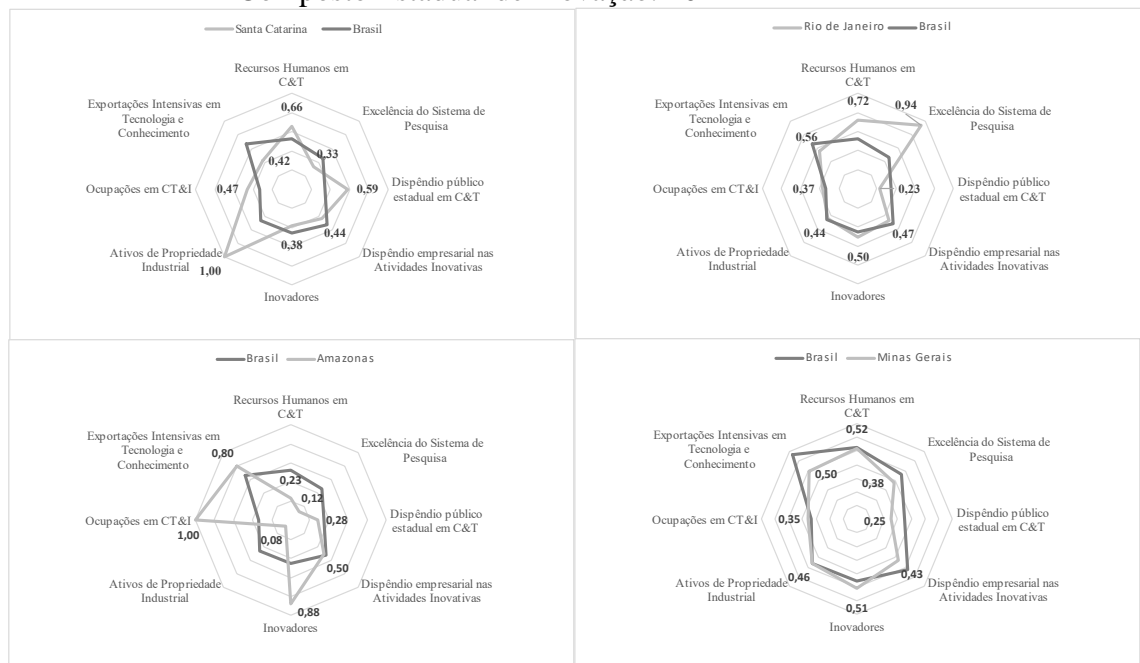 Santa Catarina Brasil
Recursos Humanos em
C&T
0,66
Exportações Intensivas em
Tecnologia e
Conhecimento
Excelência do Sistema de
Pesquisa
0,42
0,33
Ocupações em CT&I
0,47
0,59
Dispêndio público
estadual em C&T
Ativos de Propriedade
Industrial
1,00
0,38
0,44
Dispêndio empresarial nas
Atividades Inovativas
Inovadores
Rio de Janeiro Brasil
Recursos Humanos em
C&T
0,72
0,94
Exportações Intensivas em
Tecnologia e
Conhecimento
Excelência do Sistema de
Pesquisa
0,56
Ocupações em CT&I
0,37
0,23
Dispêndio público
estadual em C&T
Ativos de Propriedade
Industrial
0,44
0,50
0,47
Dispêndio empresarial nas
Atividades Inovativas
Inovadores
Brasil Amazonas
Recursos Humanos em
C&T
Exportações Intensivas em
Tecnologia e
Conhecimento
0,80
Excelência do Sistema de
Pesquisa
0,23
0,12
Ocupações em CT&I
1,00
0,28
Dispêndio público
estadual em C&T
0,08
Ativos de Propriedade
Industrial
0,50
Dispêndio empresarial nas
Atividades Inovativas
0,88
Inovadores
Brasil Minas Gerais
Recursos Humanos em
C&T
0,52
Exportações Intensivas em
Tecnologia e
Conhecimento
Excelência do Sistema de
Pesquisa
0,50
0,38
Ocupações em CT&I
0,35
0,25
Dispêndio público
estadual em C&T
Ativos de Propriedade
Industrial
0,46
0,43
Dispêndio empresarial nas
Atividades Inovativas
0,51
Inovadores